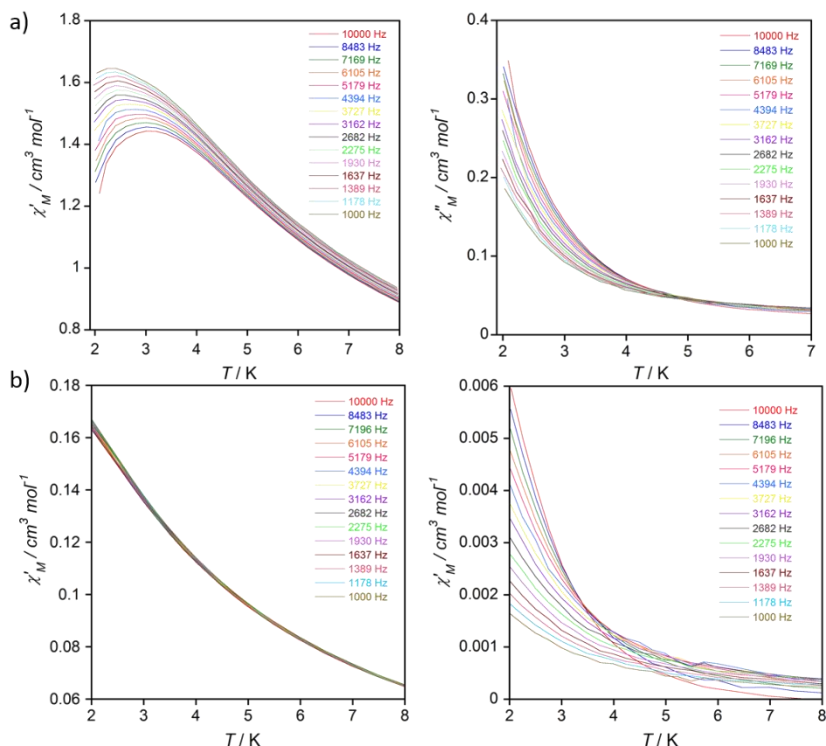 a)
χ′M / cm³ mol⁻¹
1.8
1.6
1.4
1.2
1
0.8
2 3 4 5 6 7 8
T / K
10000 Hz
8483 Hz
7169 Hz
6105 Hz
5179 Hz
4394 Hz
3727 Hz
3162 Hz
2682 Hz
2275 Hz
1930 Hz
1637 Hz
1389 Hz
1178 Hz
1000 Hz
χ″M / cm³ mol⁻¹
0.4
0.3
0.2
0.1
0
2 3 4 5 6 7
T / K
10000 Hz
8483 Hz
7169 Hz
6105 Hz
5179 Hz
4394 Hz
3727 Hz
3162 Hz
2682 Hz
2275 Hz
1930 Hz
1637 Hz
1389 Hz
1178 Hz
1000 Hz
b)
χ′M / cm³ mol⁻¹
0.18
0.16
0.14
0.12
0.1
0.08
0.06
2 3 4 5 6 7 8
T / K
10000 Hz
8483 Hz
7196 Hz
6105 Hz
5179 Hz
4394 Hz
3727 Hz
3162 Hz
2682 Hz
2275 Hz
1930 Hz
1637 Hz
1389 Hz
1178 Hz
1000 Hz
χ′M / cm³ mol⁻¹
0.006
0.005
0.004
0.003
0.002
0.001
0
2 3 4 5 6 7 8
T / K
10000 Hz
8483 Hz
7196 Hz
6105 Hz
5179 Hz
4394 Hz
3727 Hz
3162 Hz
2682 Hz
2275 Hz
1930 Hz
1637 Hz
1389 Hz
1178 Hz
1000 Hz